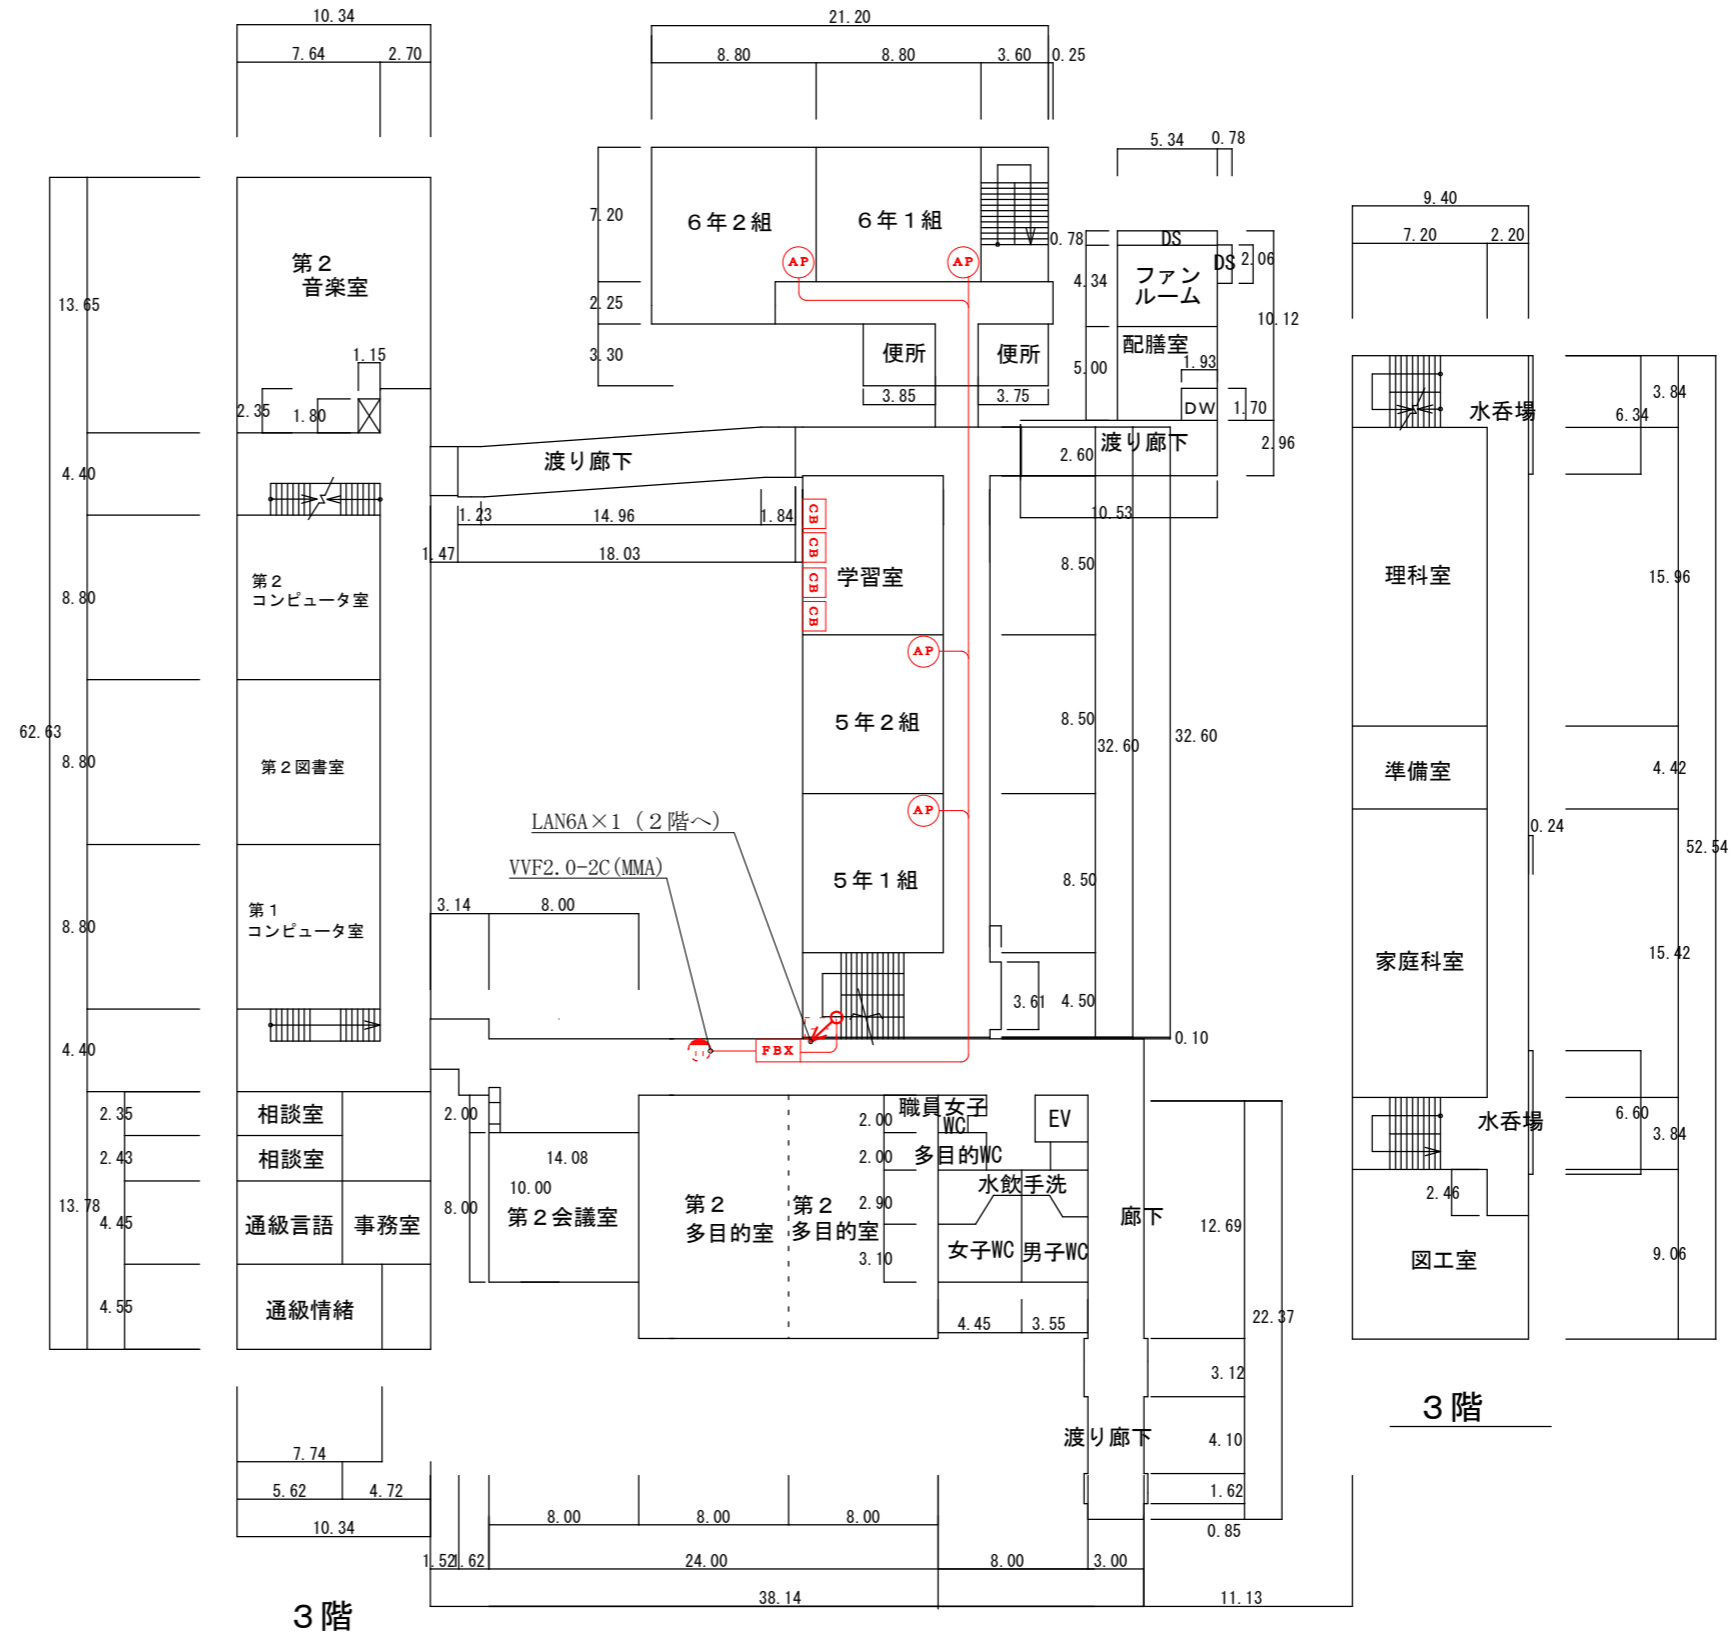 10.34
21.20
7.64
2.70
8.80
8.80
3.60
0.25
5.34
0.78
9.40
7.20
2.20
7.20
6年2組
6年1組
0.78
DS
DS
2.06
4.34
ファン
ルーム
第2
音楽室
AP
AP
13.65
2.25
10.12
3.30
便所
便所
配膳室
1.93
5.00
1.15
3.85
3.75
DW
1.70
2.35
1.80
水呑場
3.84
6.34
渡り廊下
2.60
渡り廊下
2.96
4.40
1.23
14.96
1.84
10.53
1.47
18.03
CB
CB
CB
CB
学習室
8.50
第2
コンピュータ室
8.80
理科室
15.96
AP
5年2組
8.50
62.63
8.80
第2図書室
32.60
32.60
準備室
4.42
AP
LAN6A×1 (2階へ)
0.24
52.54
VVF2.0-2C(MMA)
5年1組
8.50
3.14
8.00
第1
コンピュータ室
8.80
家庭科室
15.42
3.61
4.50
4.40
FBX
0.10
2.35
相談室
2.00
2.00
職員女子
WC
EV
水呑場
6.60
3.84
2.43
相談室
14.08
2.00
多目的WC
水飲手洗
13.78
4.45
通級言語
事務室
8.00
10.00
第2会議室
第2
多目的室
第2
多目的室
2.90
3.10
女子WC
男子WC
廊下
12.69
2.46
図工室
9.06
4.55
通級情緒
4.45
3.55
22.37
3.12
3階
渡り廊下
4.10
7.74
5.62
4.72
1.62
10.34
8.00
8.00
8.00
0.85
1.52
1.62
24.00
8.00
3.00
38.14
11.13
3階